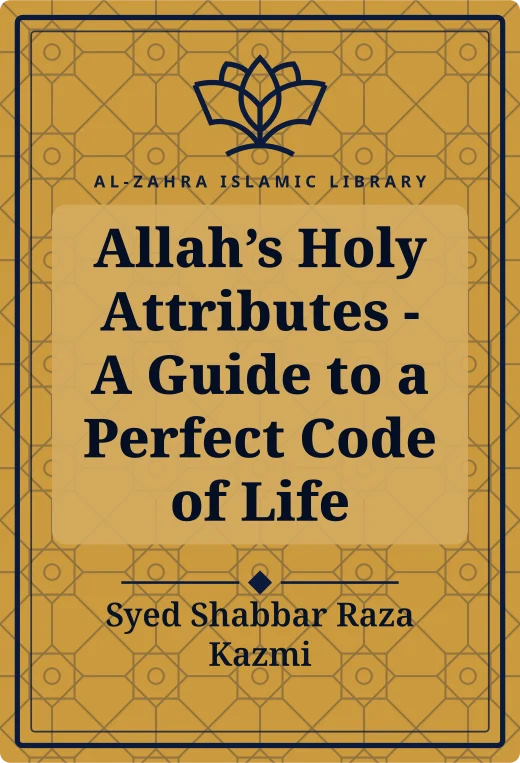 AL-ZAHRA ISLAMIC LIBRARY
Allah’s Holy
Attributes -
A Guide to a
Perfect Code
of Life
Syed Shabbar Raza
Kazmi